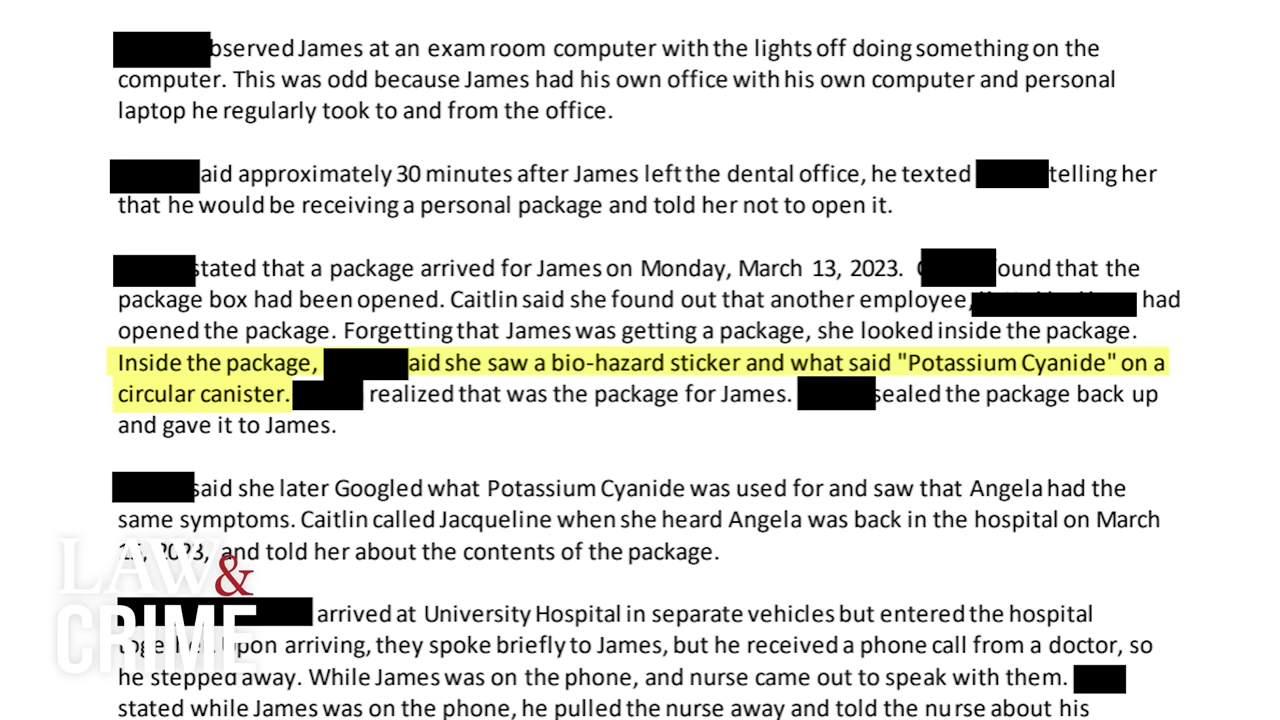 bserved James at an exam room computer with the lights off doing something on the
computer. This was odd because James had his own office with his own computer and personal
laptop he regularly took to and from the office.
aid approximately 30 minutes after James left the dental office, he texted telling her
that he would be receiving a personal package and told her not to open it.
stated that a package arrived for James on Monday, March 13, 2023. ound that the
package box had been opened. Caitlin said she found out that another employee, had
opened the package. Forgetting that James was getting a package, she looked inside the package.
Inside the package, aid she saw a bio-hazard sticker and what said "Potassium Cyanide" on a
circular canister. realized that was the package for James. sealed the package back up
and gave it to James.
said she later Googled what Potassium Cyanide was used for and saw that Angela had the
same symptoms. Caitlin called Jacqueline when she heard Angela was back in the hospital on March
2023, and told her about the contents of the package.
arrived at University Hospital in separate vehicles but entered the hospital
upon arriving, they spoke briefly to James, but he received a phone call from a doctor, so
he stepped away. While James was on the phone, and nurse came out to speak with them.
stated while James was on the phone, he pulled the nurse away and told the nurse about his
LAW &
CRIME